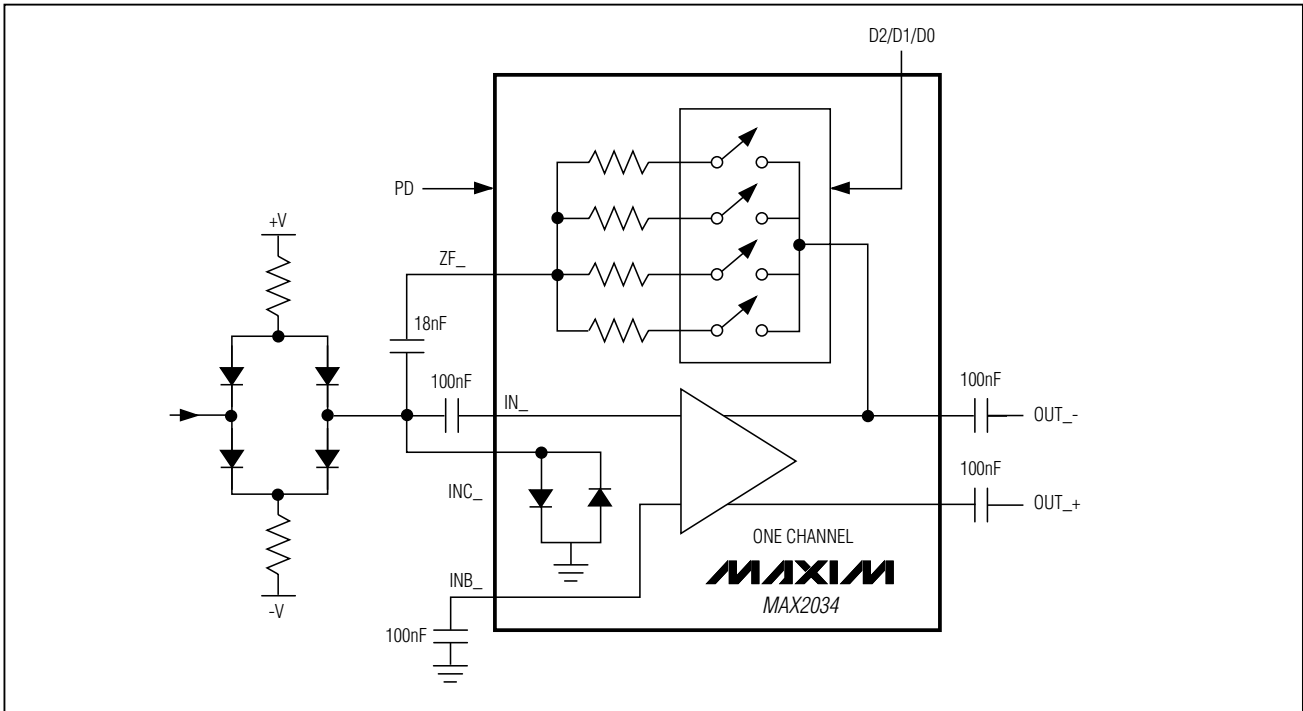 D2/D1/D0
PD
+V
ZF_
18nF
100nF
IN_
100nF
OUT_-
100nF
INC_
OUT_+
ONE CHANNEL
MAXIM
INB_
MAX2034
-V
100nF